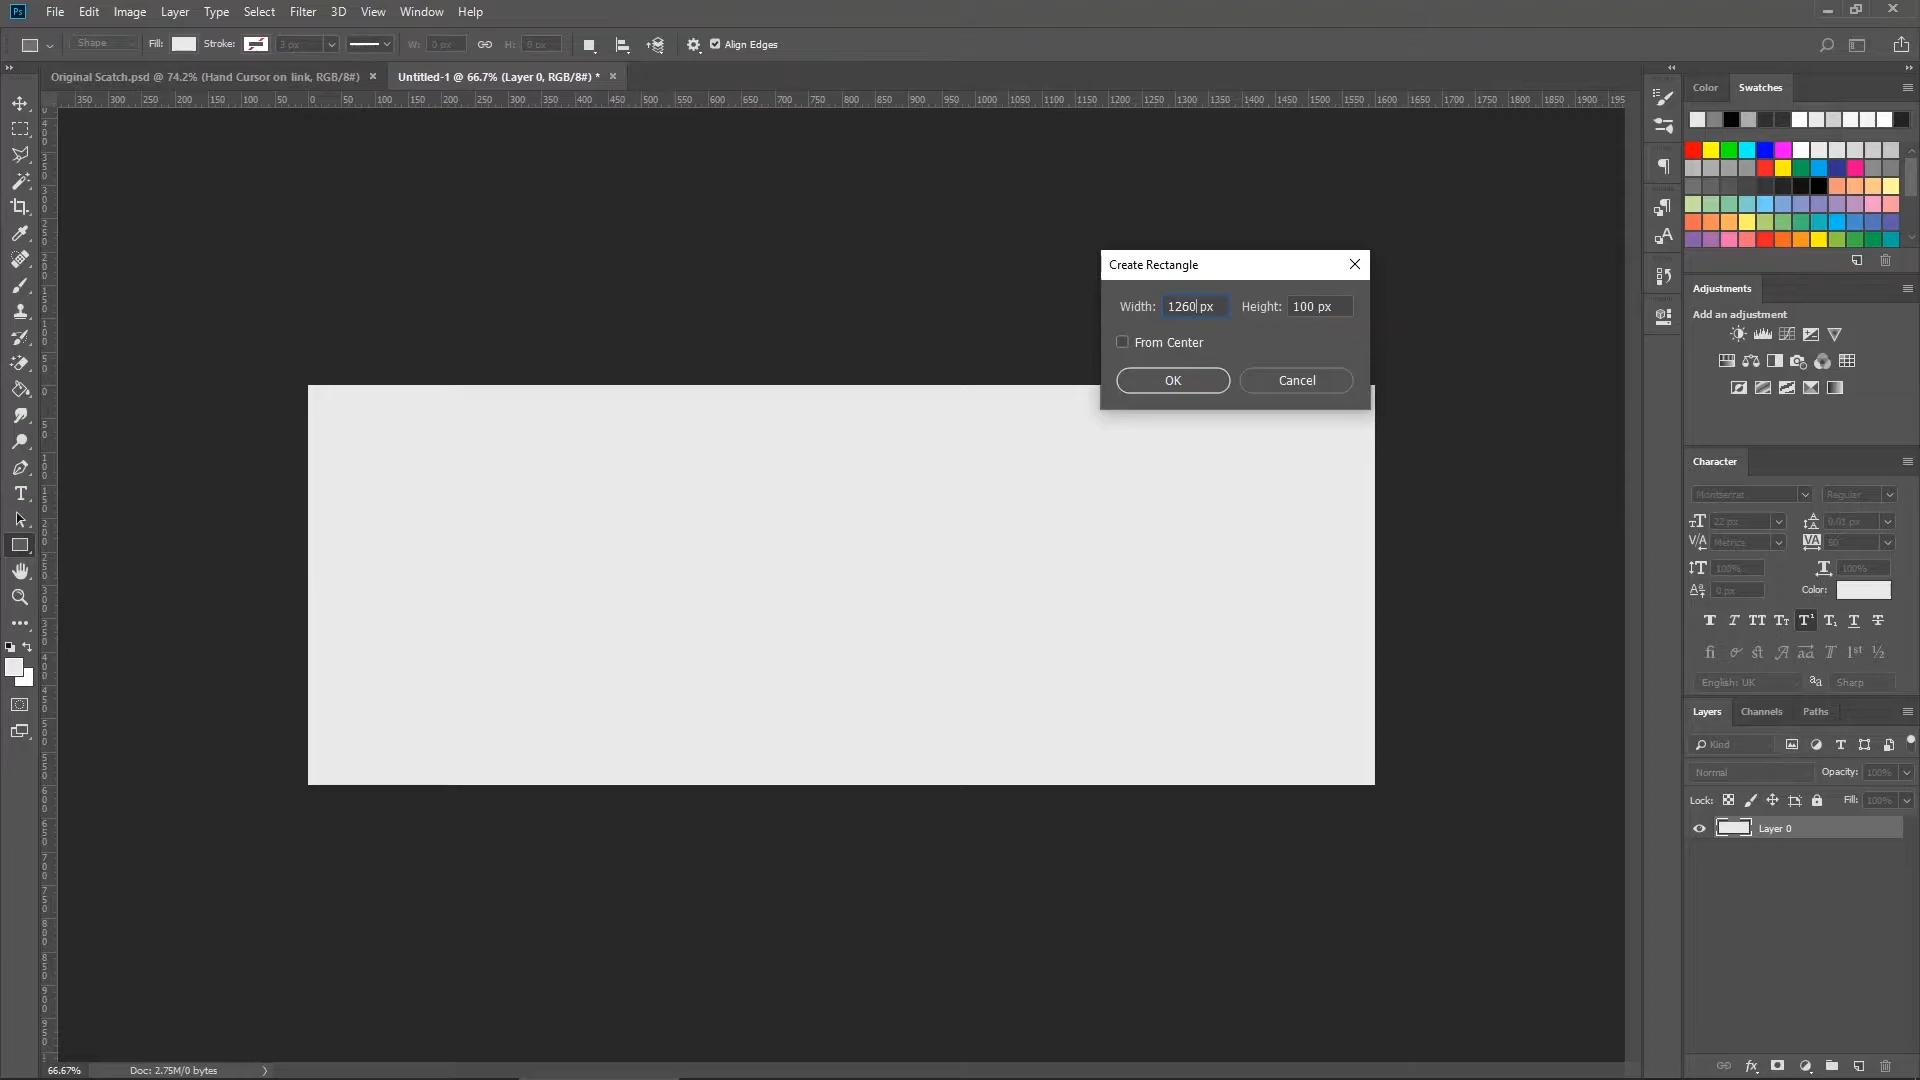 Ps File Edit Image Layer Type Select Filter 3D View Window Help
Shape Fill: Stroke: 3 px W: 0 px H: 0 px Align Edges
Original Scatch.psd @ 74.2% (Hand Cursor on link, RGB/8#) × Untitled-1 @ 66.7% (Layer 0, RGB/8#) * ×
350 300 250 200 150 100 50 0 50 100 150 200 250 300 350 400 450 500 550 600 650 700 750 800 850 900 950 1000 1050 1100 1150 1200 1250 1300 1350 1400 1450 1500 1550 1600 1650 1700 1750 1800 1850 1900 195
Color Swatches
Create Rectangle
Width: 1260 px Height: 100 px
From Center
OK Cancel
Adjustments
Add an adjustment
Character
Montserrat Regular
22 px 0.01 px
Metrics 50
100% 100%
0 px Color:
English: UK Sharp
Layers Channels Paths
Kind
Normal Opacity: 100%
Lock: Fill: 100%
Layer 0
66.67% Doc: 2.75M/0 bytes